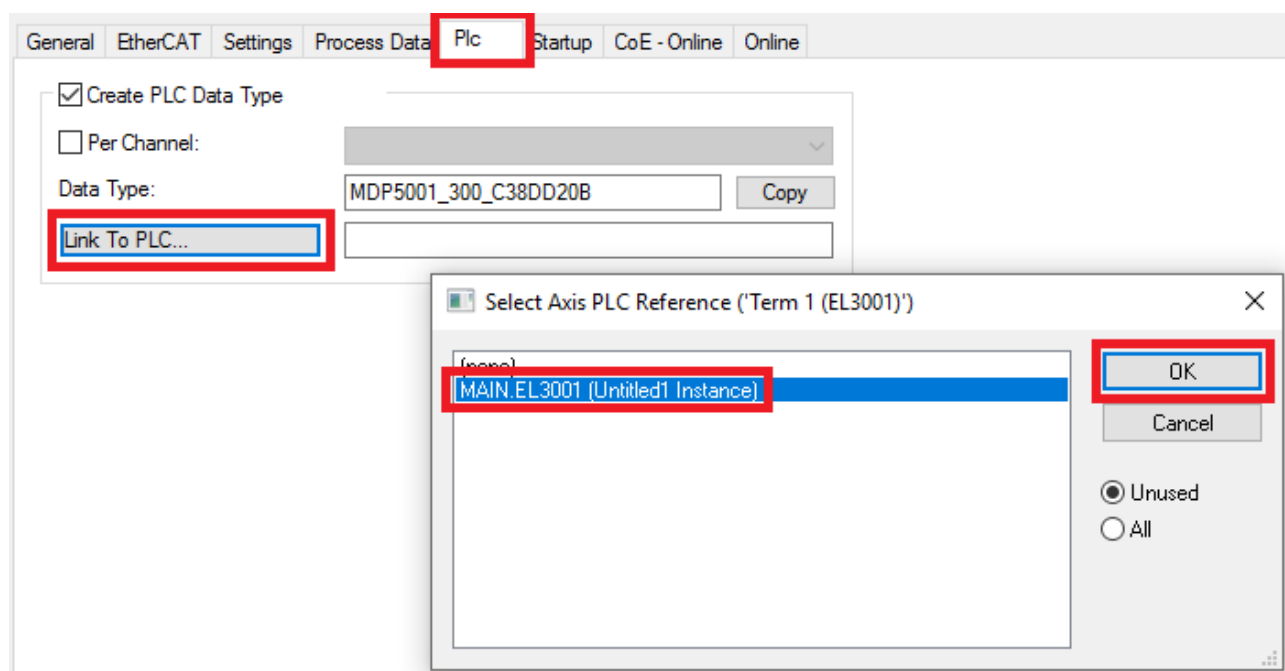 General EtherCAT Settings Process Data Plc Startup CoE - Online Online
Create PLC Data Type
Per Channel:
Data Type: MDP5001_300_C38DD20B Copy
Link To PLC...
Select Axis PLC Reference ('Term 1 (EL3001)')
(none)
MAIN.EL3001 (Untitled1 Instance)
OK
Cancel
Unused
All